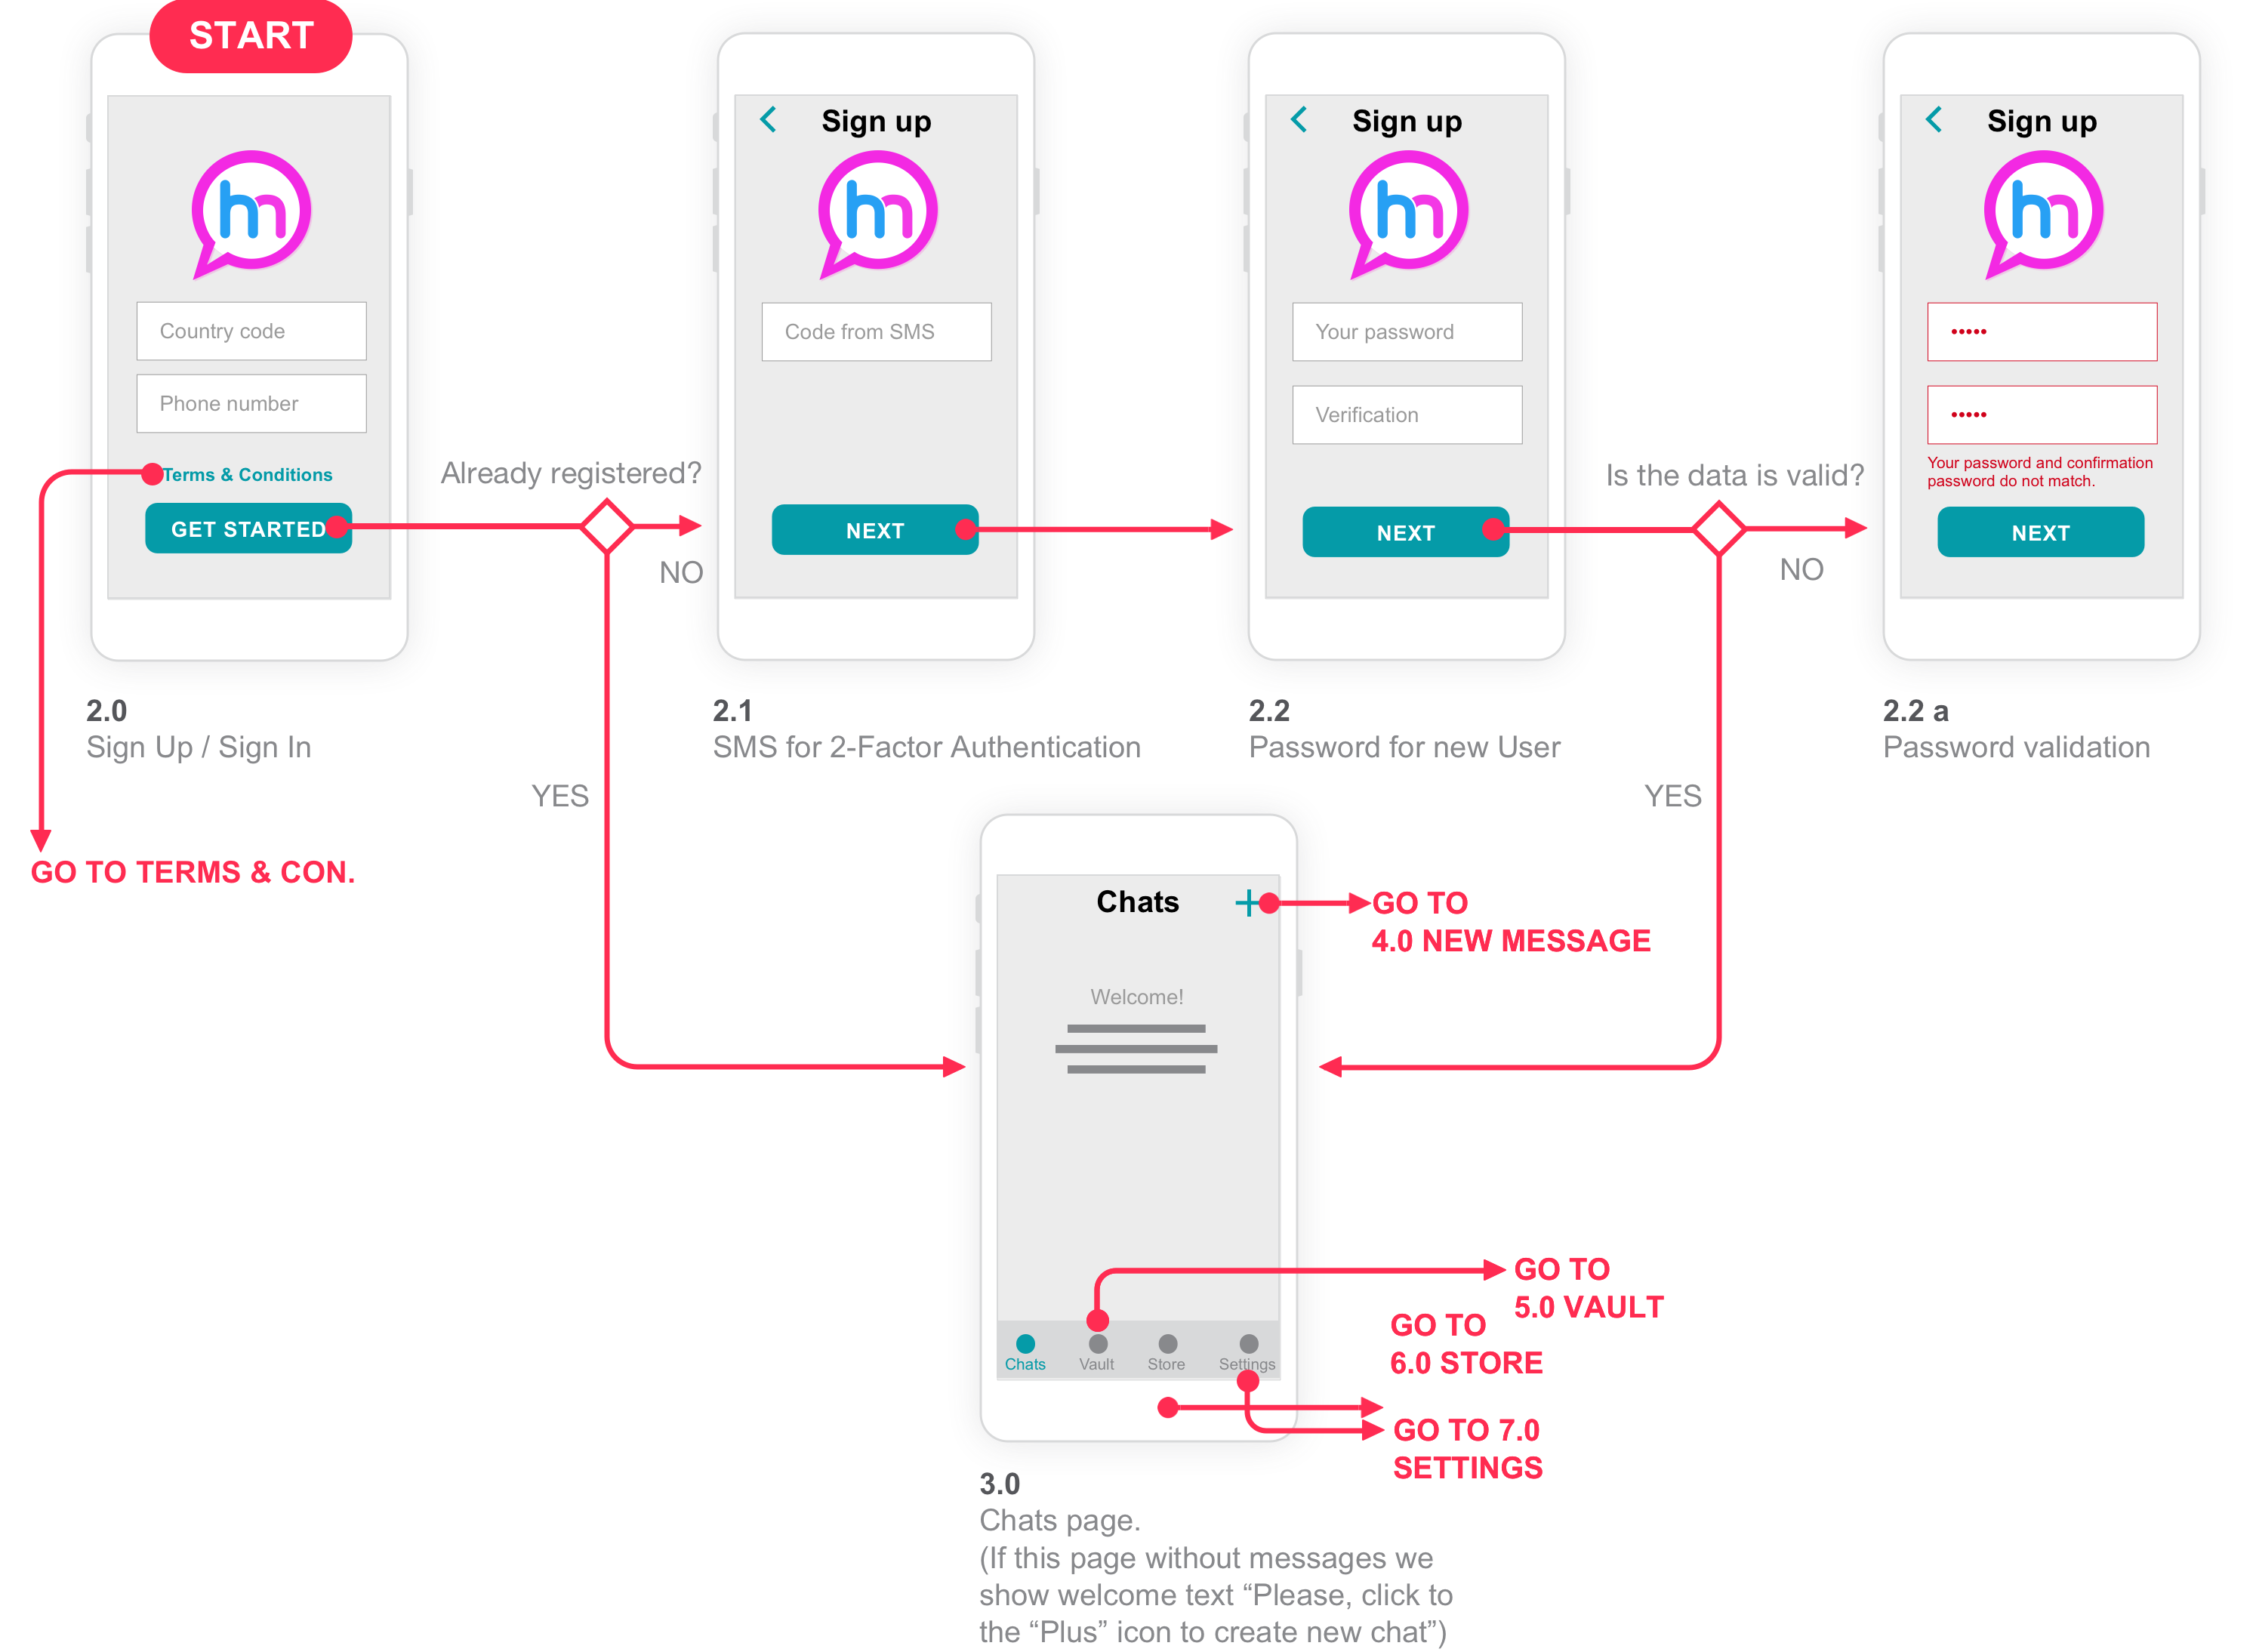 START
hm
Country code
Phone number
Terms & Conditions
GET STARTED
2.0
Sign Up / Sign In
GO TO TERMS & CON.
Already registered?
NO
YES
Sign up
hm
Code from SMS
NEXT
2.1
SMS for 2-Factor Authentication
Sign up
hm
Your password
Verification
NEXT
2.2
Password for new User
Is the data is valid?
NO
YES
Sign up
hm
•••••
•••••
Your password and confirmation
password do not match.
NEXT
2.2 a
Password validation
Chats
Welcome!
Chats
Vault
Store
Settings
GO TO
4.0 NEW MESSAGE
GO TO
5.0 VAULT
GO TO
6.0 STORE
GO TO 7.0
SETTINGS
3.0
Chats page.
(If this page without messages we
show welcome text “Please, click to
the “Plus” icon to create new chat”)